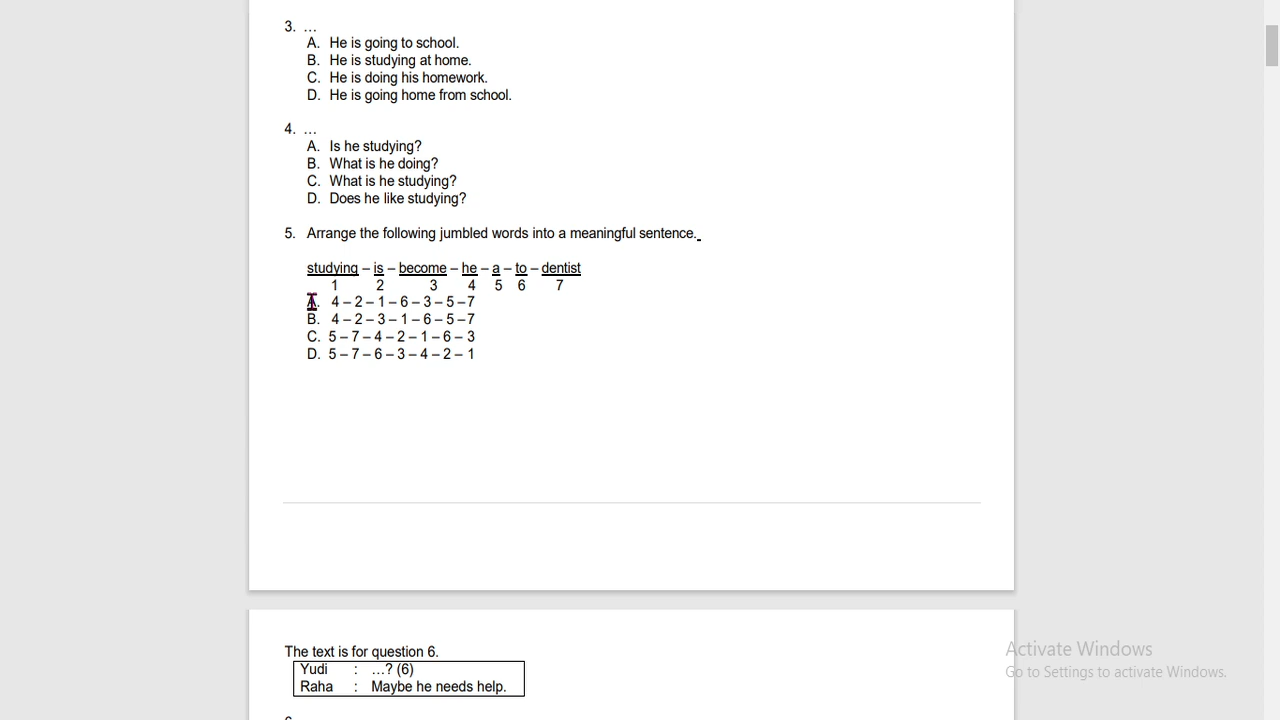 3. ...
A. He is going to school.
B. He is studying at home.
C. He is doing his homework.
D. He is going home from school.
4. ...
A. Is he studying?
B. What is he doing?
C. What is he studying?
D. Does he like studying?
5. Arrange the following jumbled words into a meaningful sentence.
studying – is – become – he – a – to – dentist
1 2 3 4 5 6 7
A. 4 – 2 – 1 – 6 – 3 – 5 –7
B. 4 – 2 – 3 – 1 – 6 – 5 –7
C. 5 – 7 – 4 – 2 – 1 – 6 – 3
D. 5 – 7 – 6 – 3 – 4 – 2 – 1
The text is for question 6.
Yudi : ...? (6)
Raha : Maybe he needs help.
Activate Windows
Go to Settings to activate Windows.